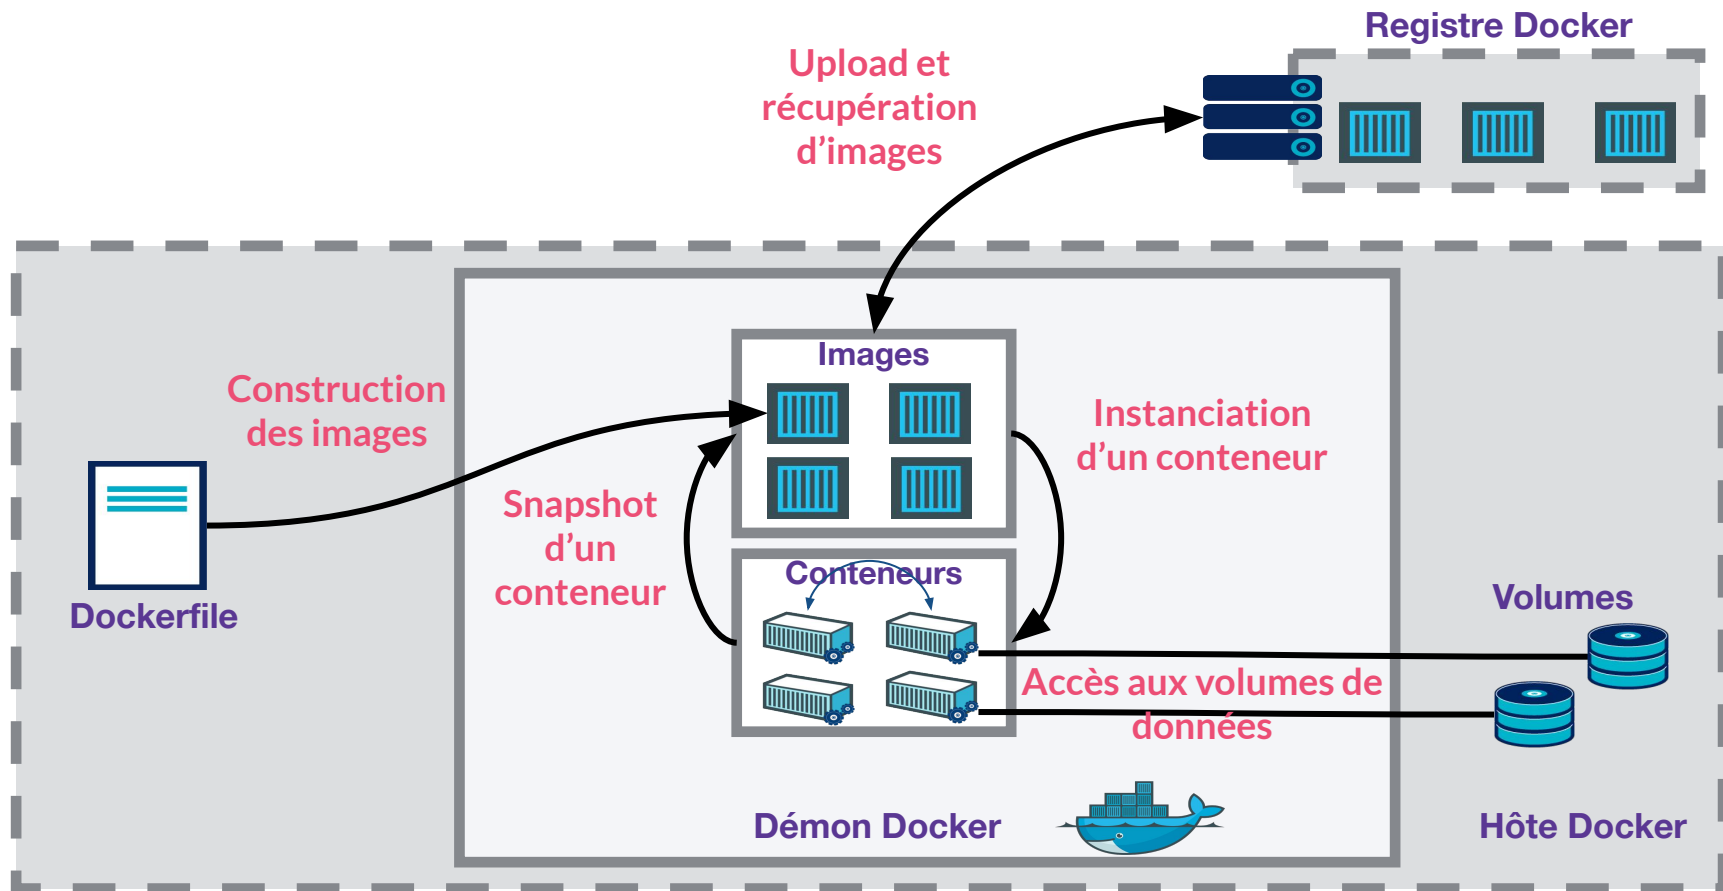 Registre Docker
Upload et
récupération
d’images
Images
Construction
des images
Instanciation
d’un conteneur
Snapshot
d’un
conteneur
Conteneurs
Dockerfile
Volumes
Accès aux volumes de
données
Démon Docker
Hôte Docker